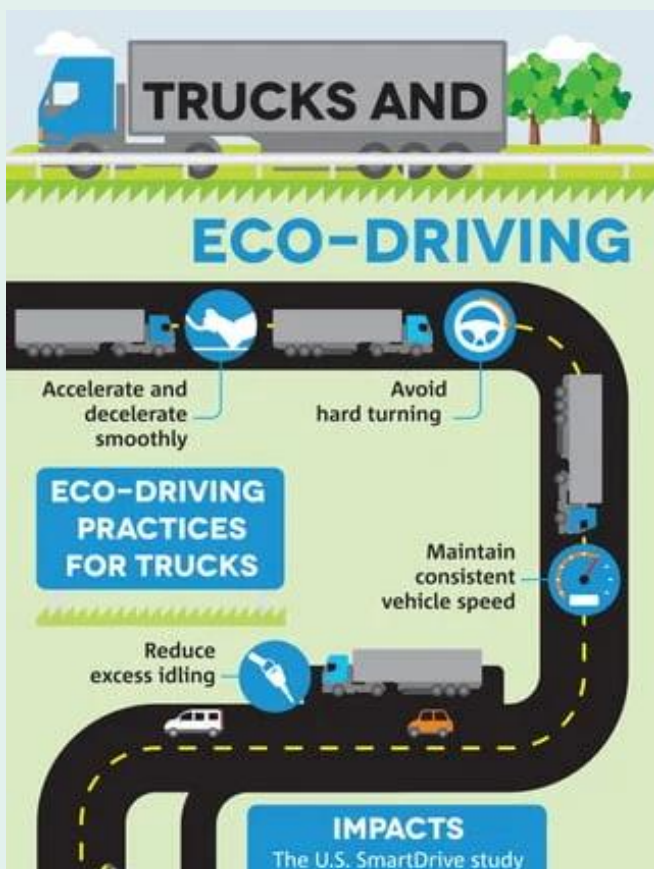 TRUCKS AND
ECO-DRIVING
Accelerate and
decelerate
smoothly
Avoid
hard turning
ECO-DRIVING
PRACTICES
FOR TRUCKS
Maintain
consistent
vehicle speed
Reduce
excess idling
IMPACTS
The U.S. SmartDrive study